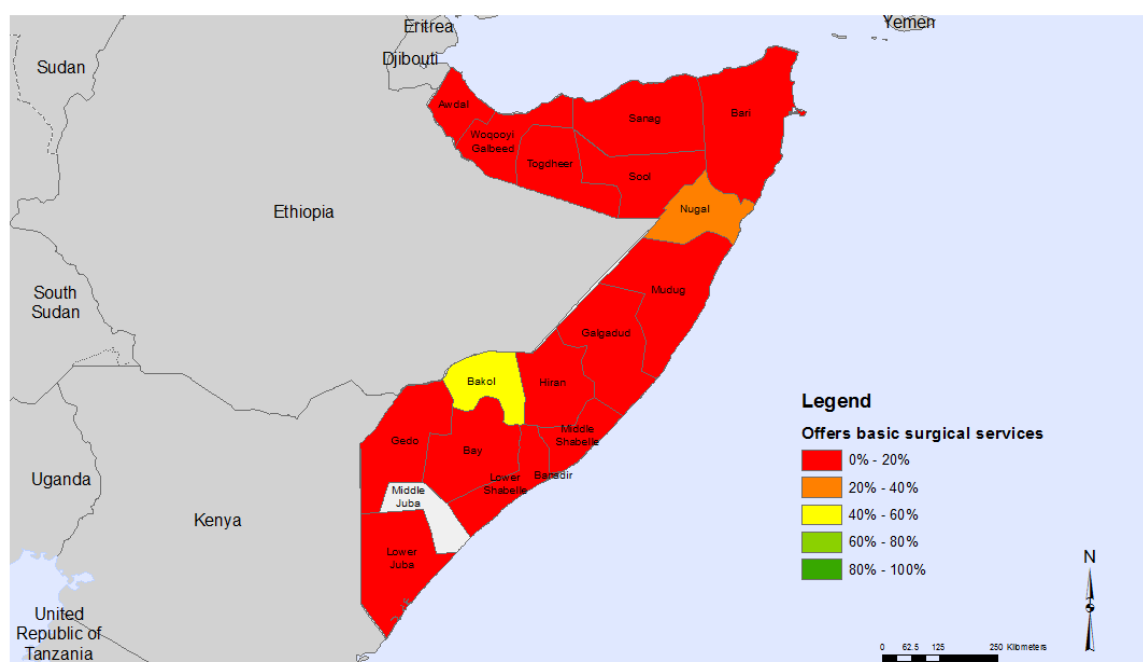 Eritrea
Yemen
Djibouti
Sudan
Awdal
Sanag
Bari
Woqooyi
Galbeed
Togdheer
Sool
Ethiopia
Nugal
South
Sudan
Mudug
Galgadud
Bakol
Hiran
Gedo
Bay
Middle
Shabelle
Lower
Shabelle
Banadir
Middle
Juba
Uganda
Kenya
Lower
Juba
United
Republic of
Tanzania
Legend
Offers basic surgical services
0% - 20%
20% - 40%
40% - 60%
60% - 80%
80% - 100%
N
0 62.5 125 250 Kilometers